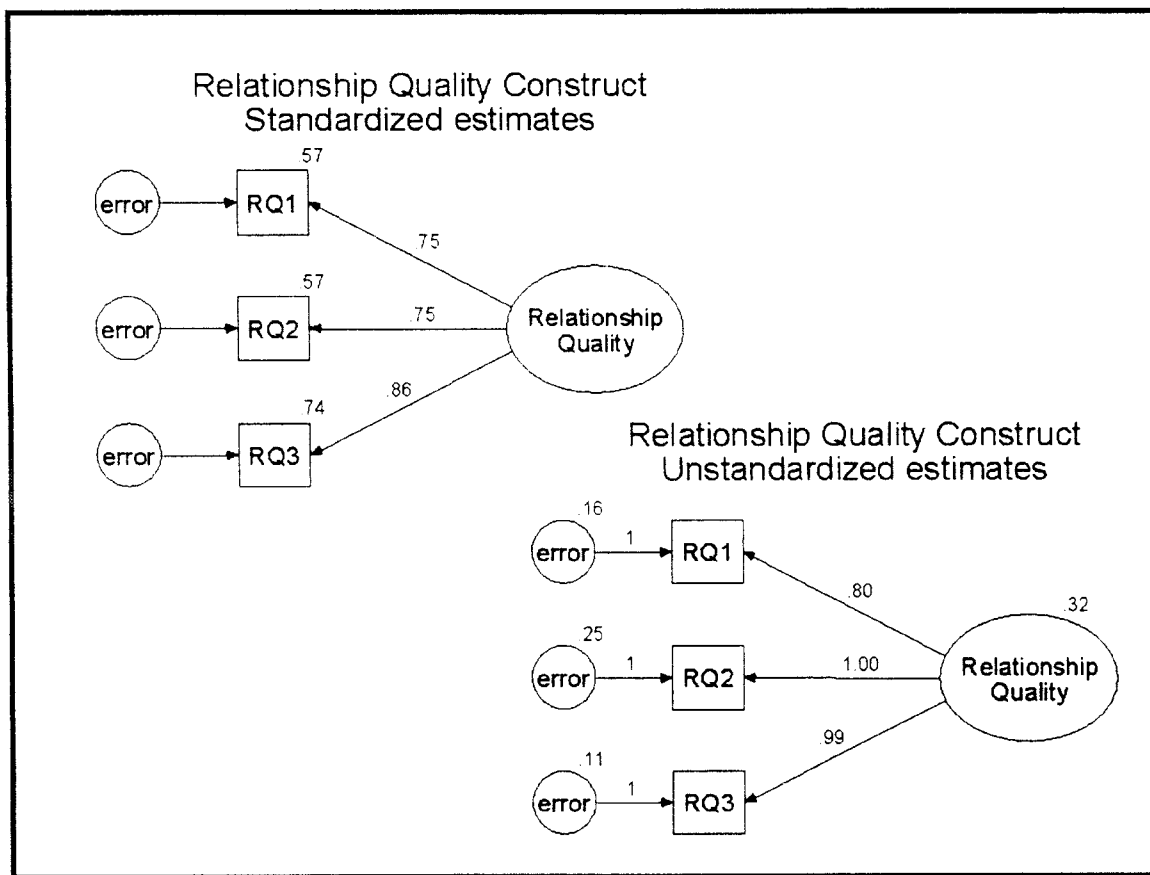 Relationship Quality Construct
Standardized estimates
.57
error
RQ1
.75
.57
error
RQ2
.75
Relationship
Quality
.86
.74
error
RQ3
Relationship Quality Construct
Unstandardized estimates
.16
error
1
RQ1
.80
.32
.25
error
1
RQ2
1.00
Relationship
Quality
.99
.11
error
1
RQ3